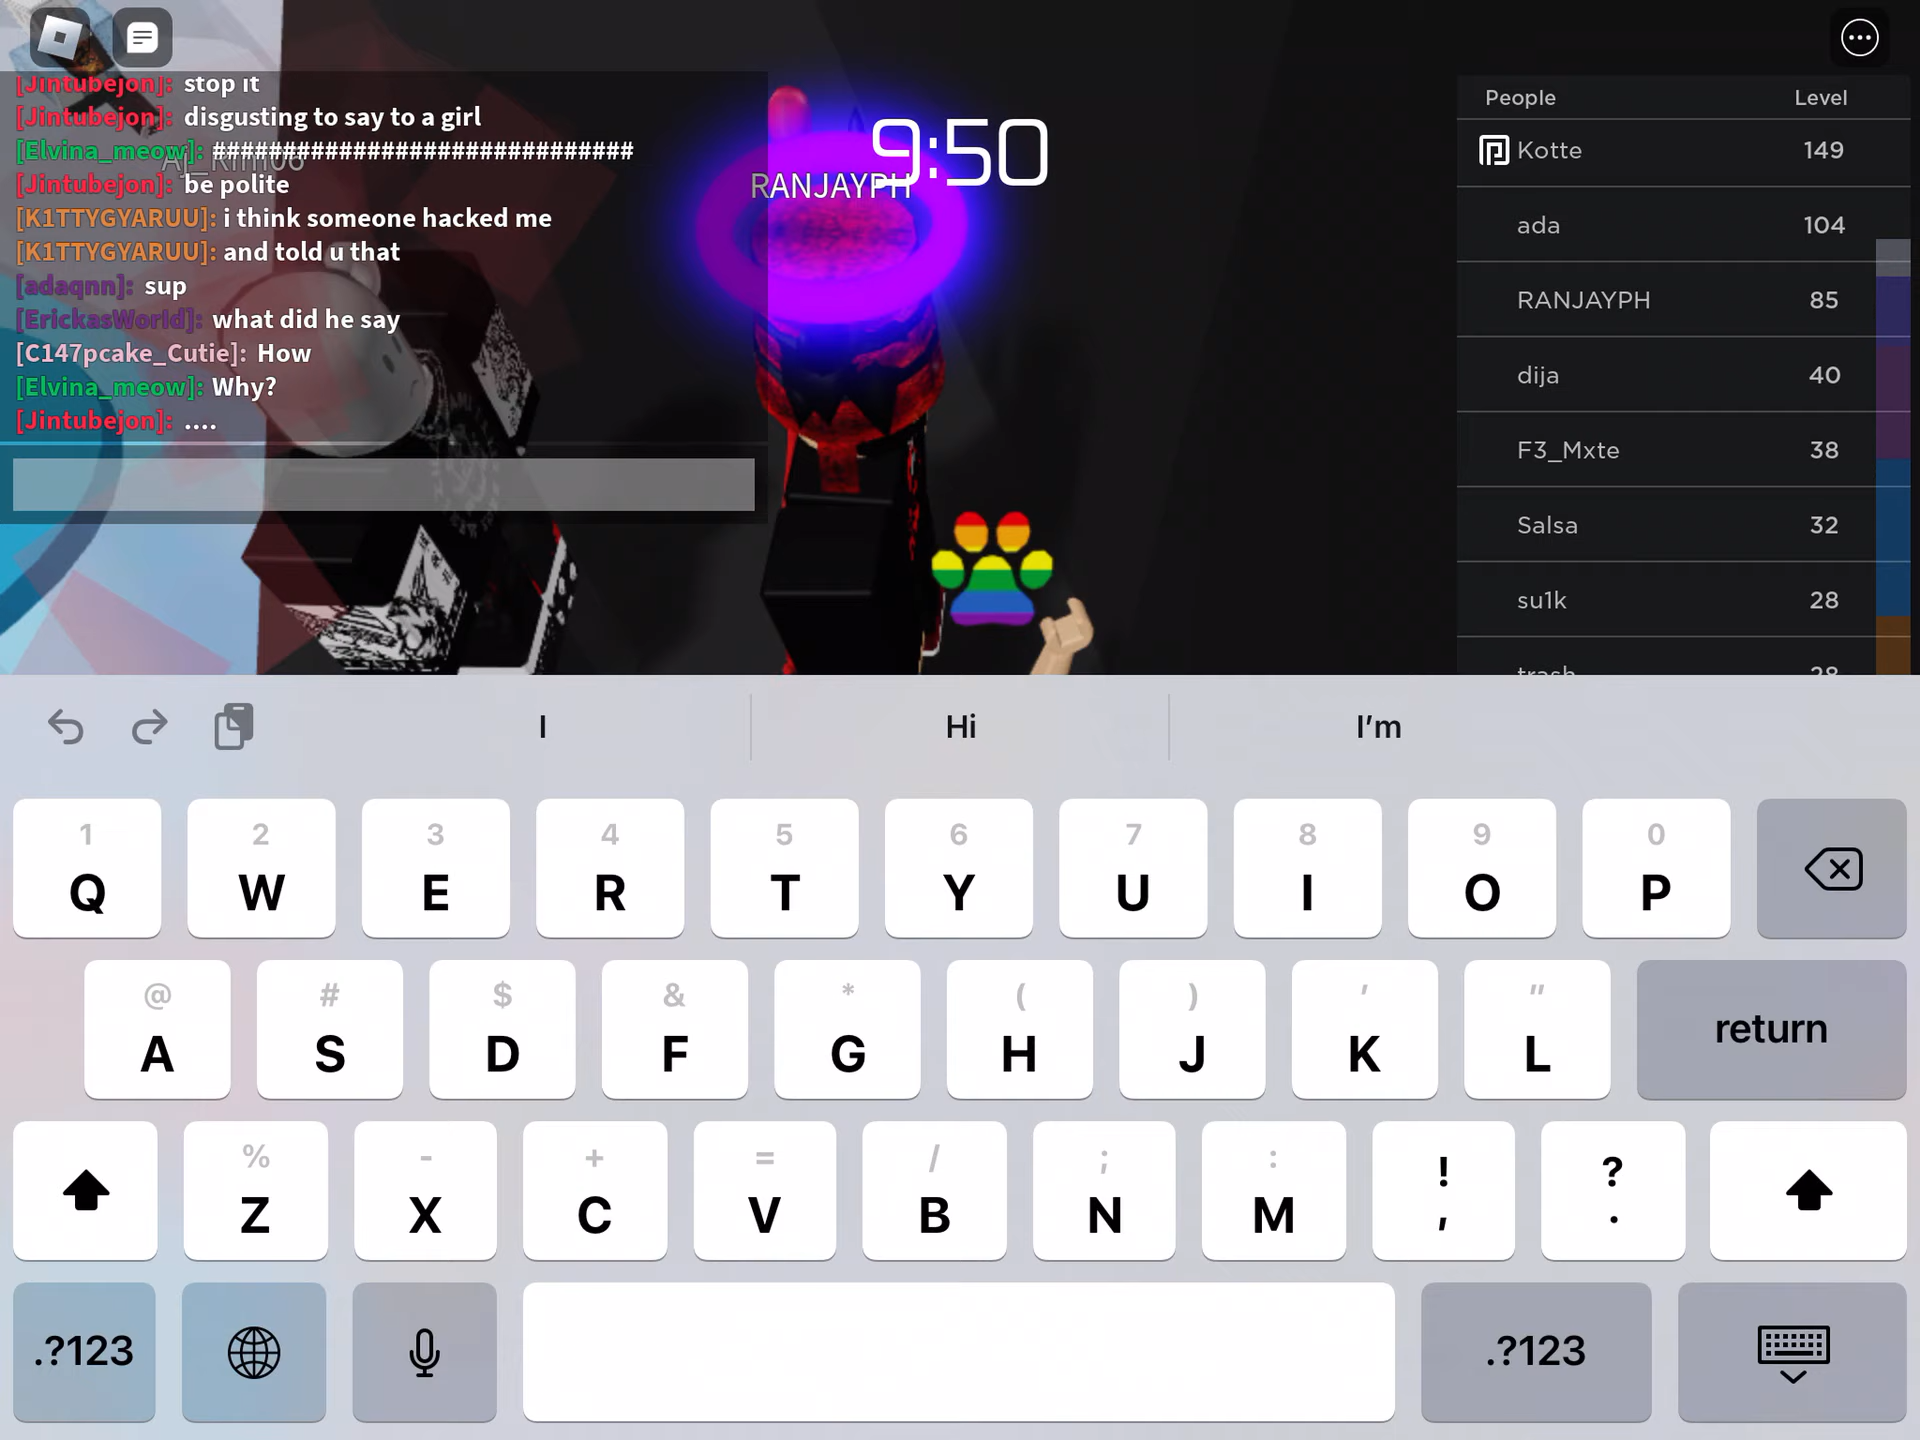 [Jintubejon]: stop it
[Jintubejon]: disgusting to say to a girl
[Elvina_meow]: ##############################
[Jintubejon]: be polite
[K1TTYGYARUU]: i think someone hacked me
[K1TTYGYARUU]: and told u that
[adaqnn]: sup
[ErickasWorld]: what did he say
[C147pcake_Cutie]: How
[Elvina_meow]: Why?
[Jintubejon]: ....
RANJAYPH
9:50
People Level
Kotte 149
ada 104
RANJAYPH 85
dija 40
F3_Mxte 38
Salsa 32
su1k 28
trash 28
I Hi I'm
1 2 3 4 5 6 7 8 9 0
Q W E R T Y U I O P
@ # $ & * ( ) ' "
A S D F G H J K L return
% - + = / ; : ! ?
Z X C V B N M , .
.?123 .?123